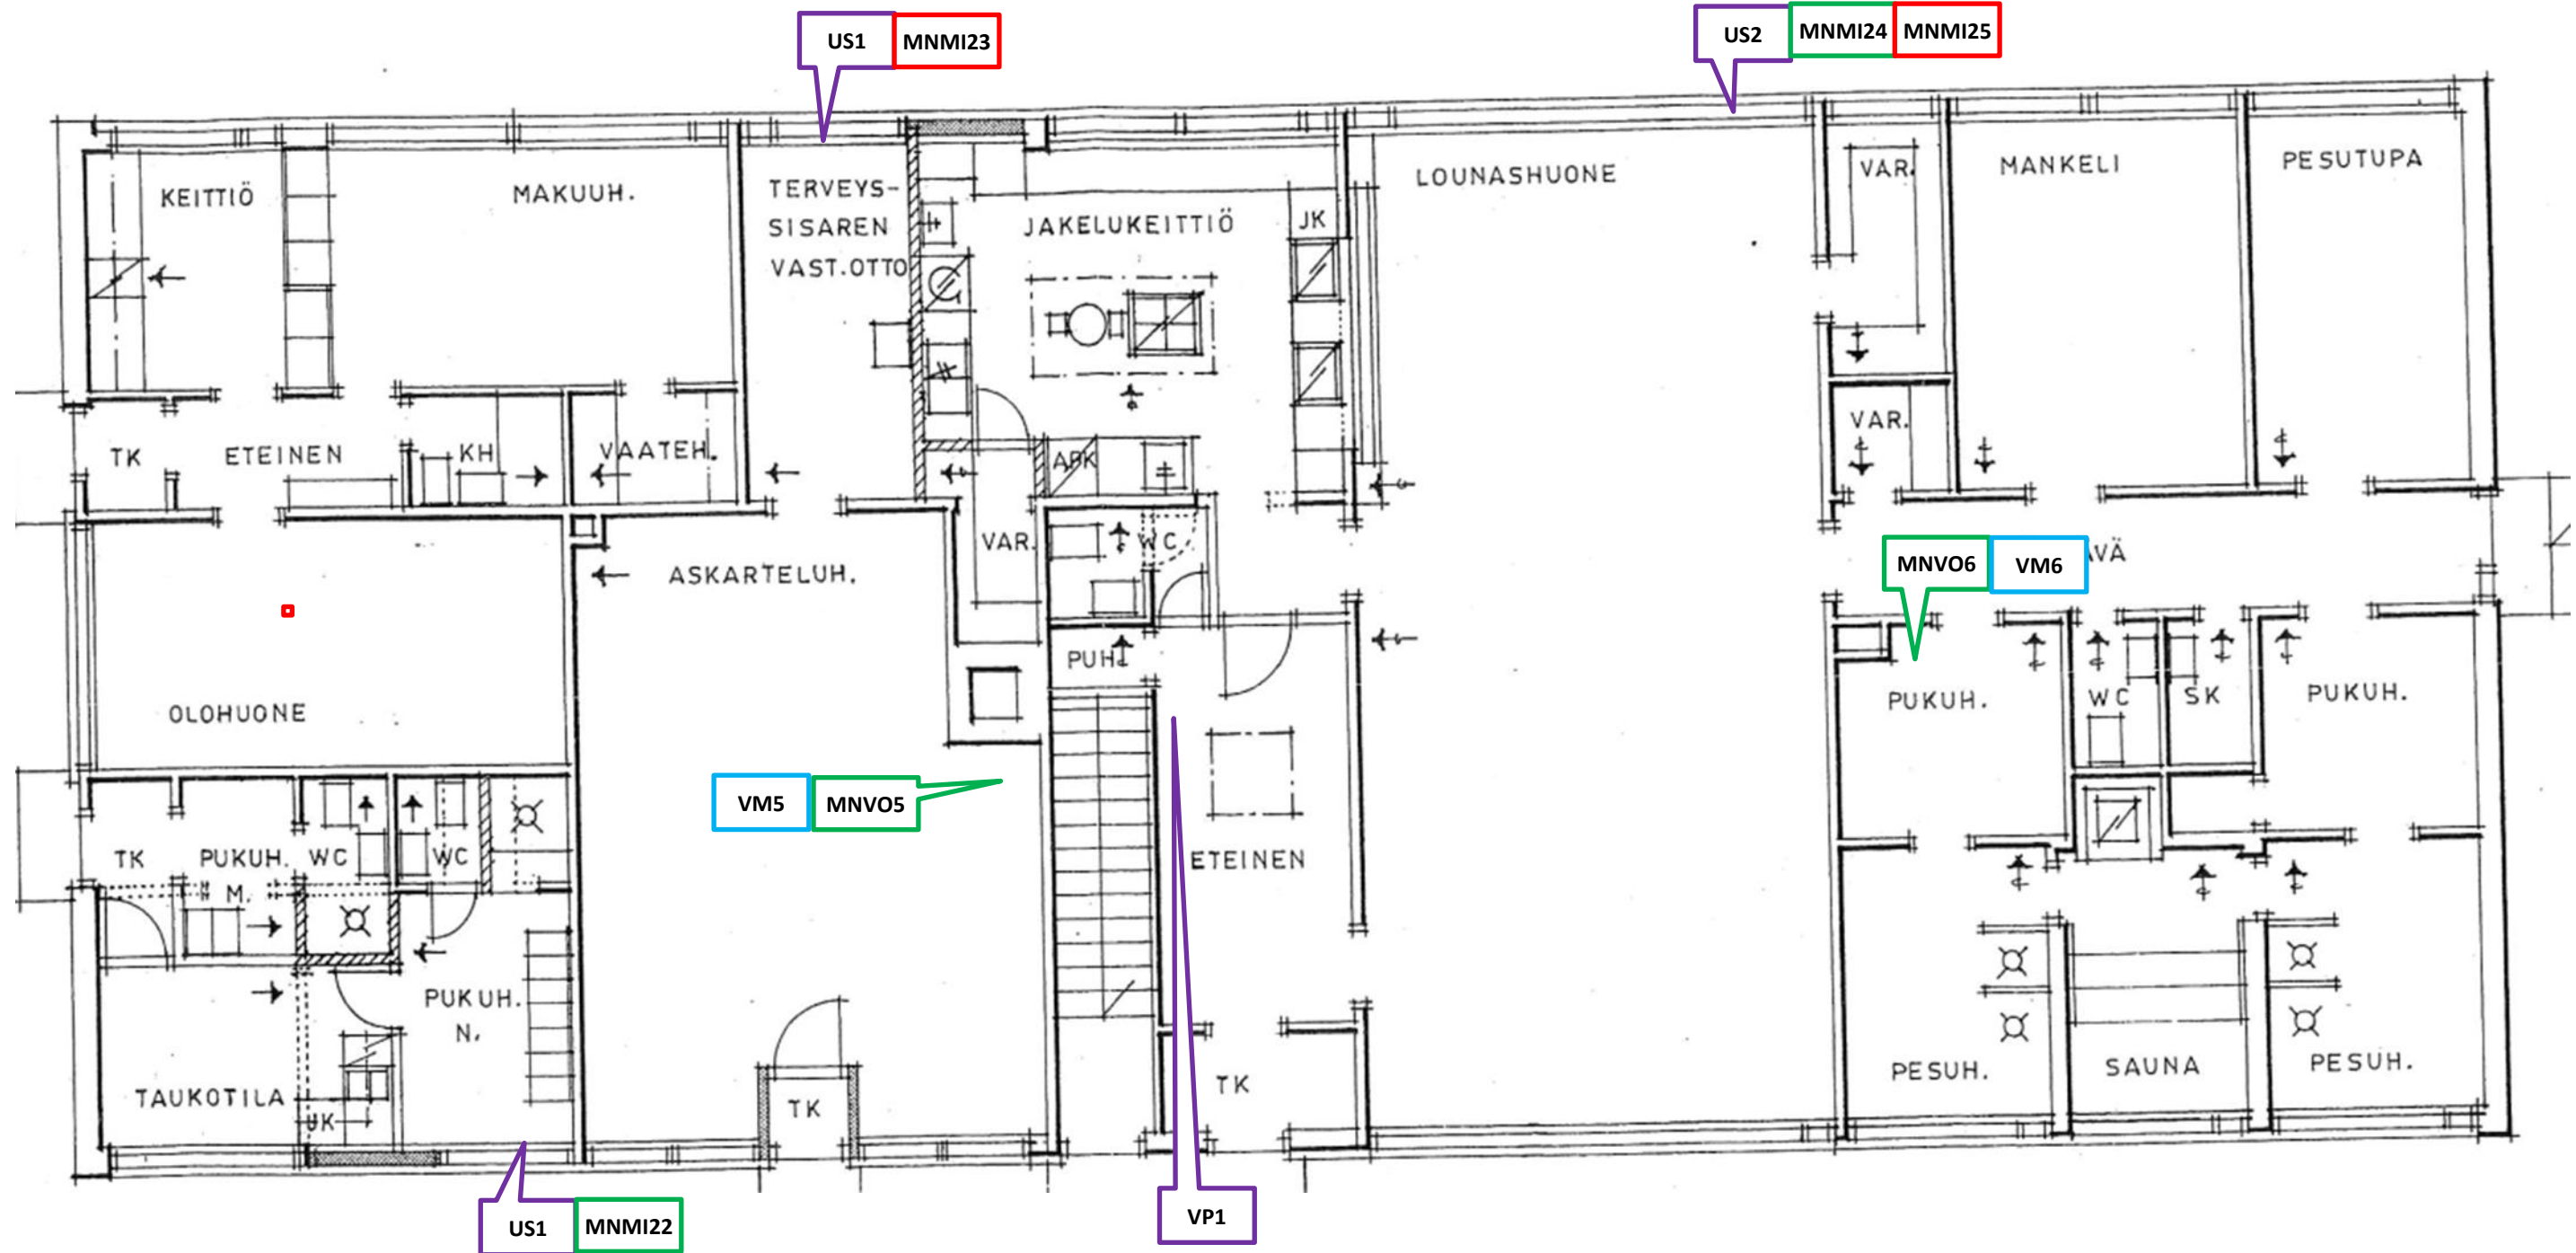 US1 MNMI23
US2 MNMI24 MNMI25
KEITTIÖ
MAKUUH.
TERVEYS-
SISAREN
VAST.OTTO
JAKELUKEITTIÖ
JK
LOUNASHUONE
VAR.
MANKELI
PESUTUPA
TK
ETEINEN
KH
VAATEH.
APK
VAR.
VAR.
WC
ASKARTELUH.
MNVO6 VM6
VÄ
PUH.
OLOHUONE
PUKUH.
WC
SK
PUKUH.
VM5 MNVO5
TK
PUKUH.
M.
WC
WC
ETEINEN
PUKUH.
N.
TAUKOTILA
JK
TK
TK
PESUH.
SAUNA
PESUH.
US1 MNMI22
VP1